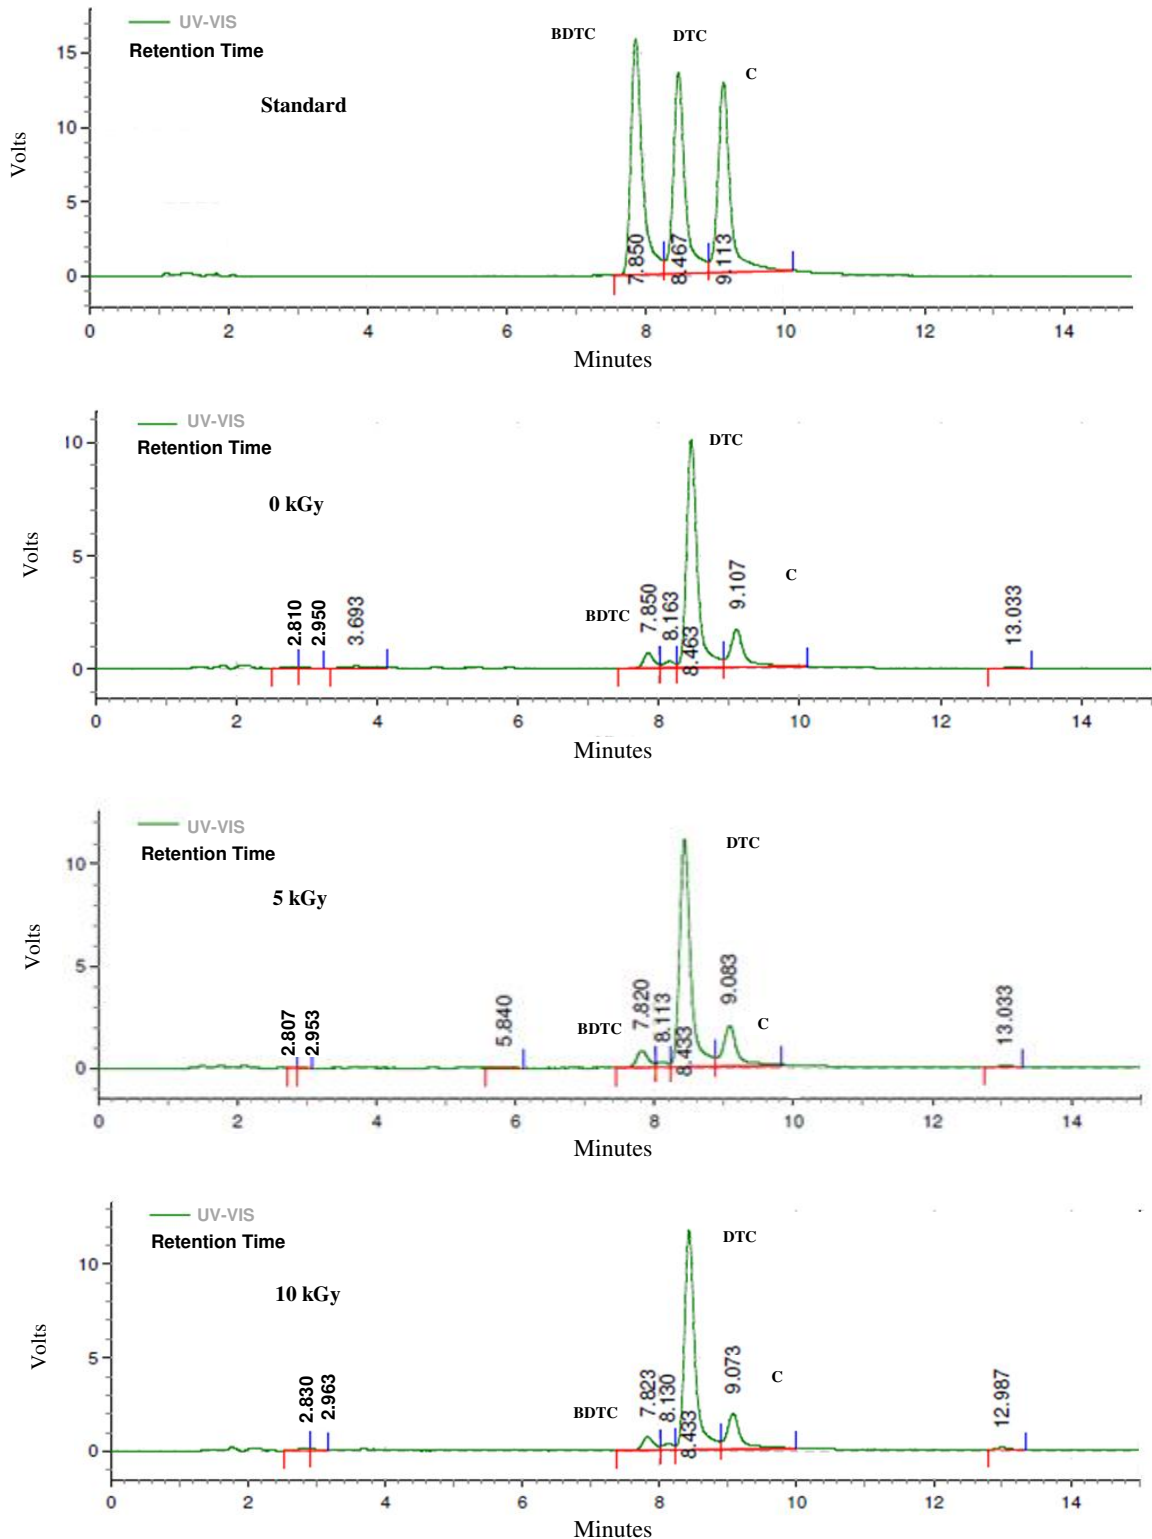 UV-VIS
Retention Time
Standard
BDTC
DTC
C
Volts
15
10
5
0
7.850
8.467
9.113
0 2 4 6 8 10 12 14
Minutes
UV-VIS
Retention Time
0 kGy
DTC
BDTC
C
Volts
10
5
0
2.810
2.950
3.693
7.850
8.163
8.463
9.107
13.033
0 2 4 6 8 10 12 14
Minutes
UV-VIS
Retention Time
5 kGy
DTC
BDTC
C
Volts
10
5
0
2.807
2.953
5.840
7.820
8.113
8.433
9.083
13.033
0 2 4 6 8 10 12 14
Minutes
UV-VIS
Retention Time
10 kGy
DTC
BDTC
C
Volts
10
5
0
2.830
2.963
7.823
8.130
8.433
9.073
12.987
0 2 4 6 8 10 12 14
Minutes